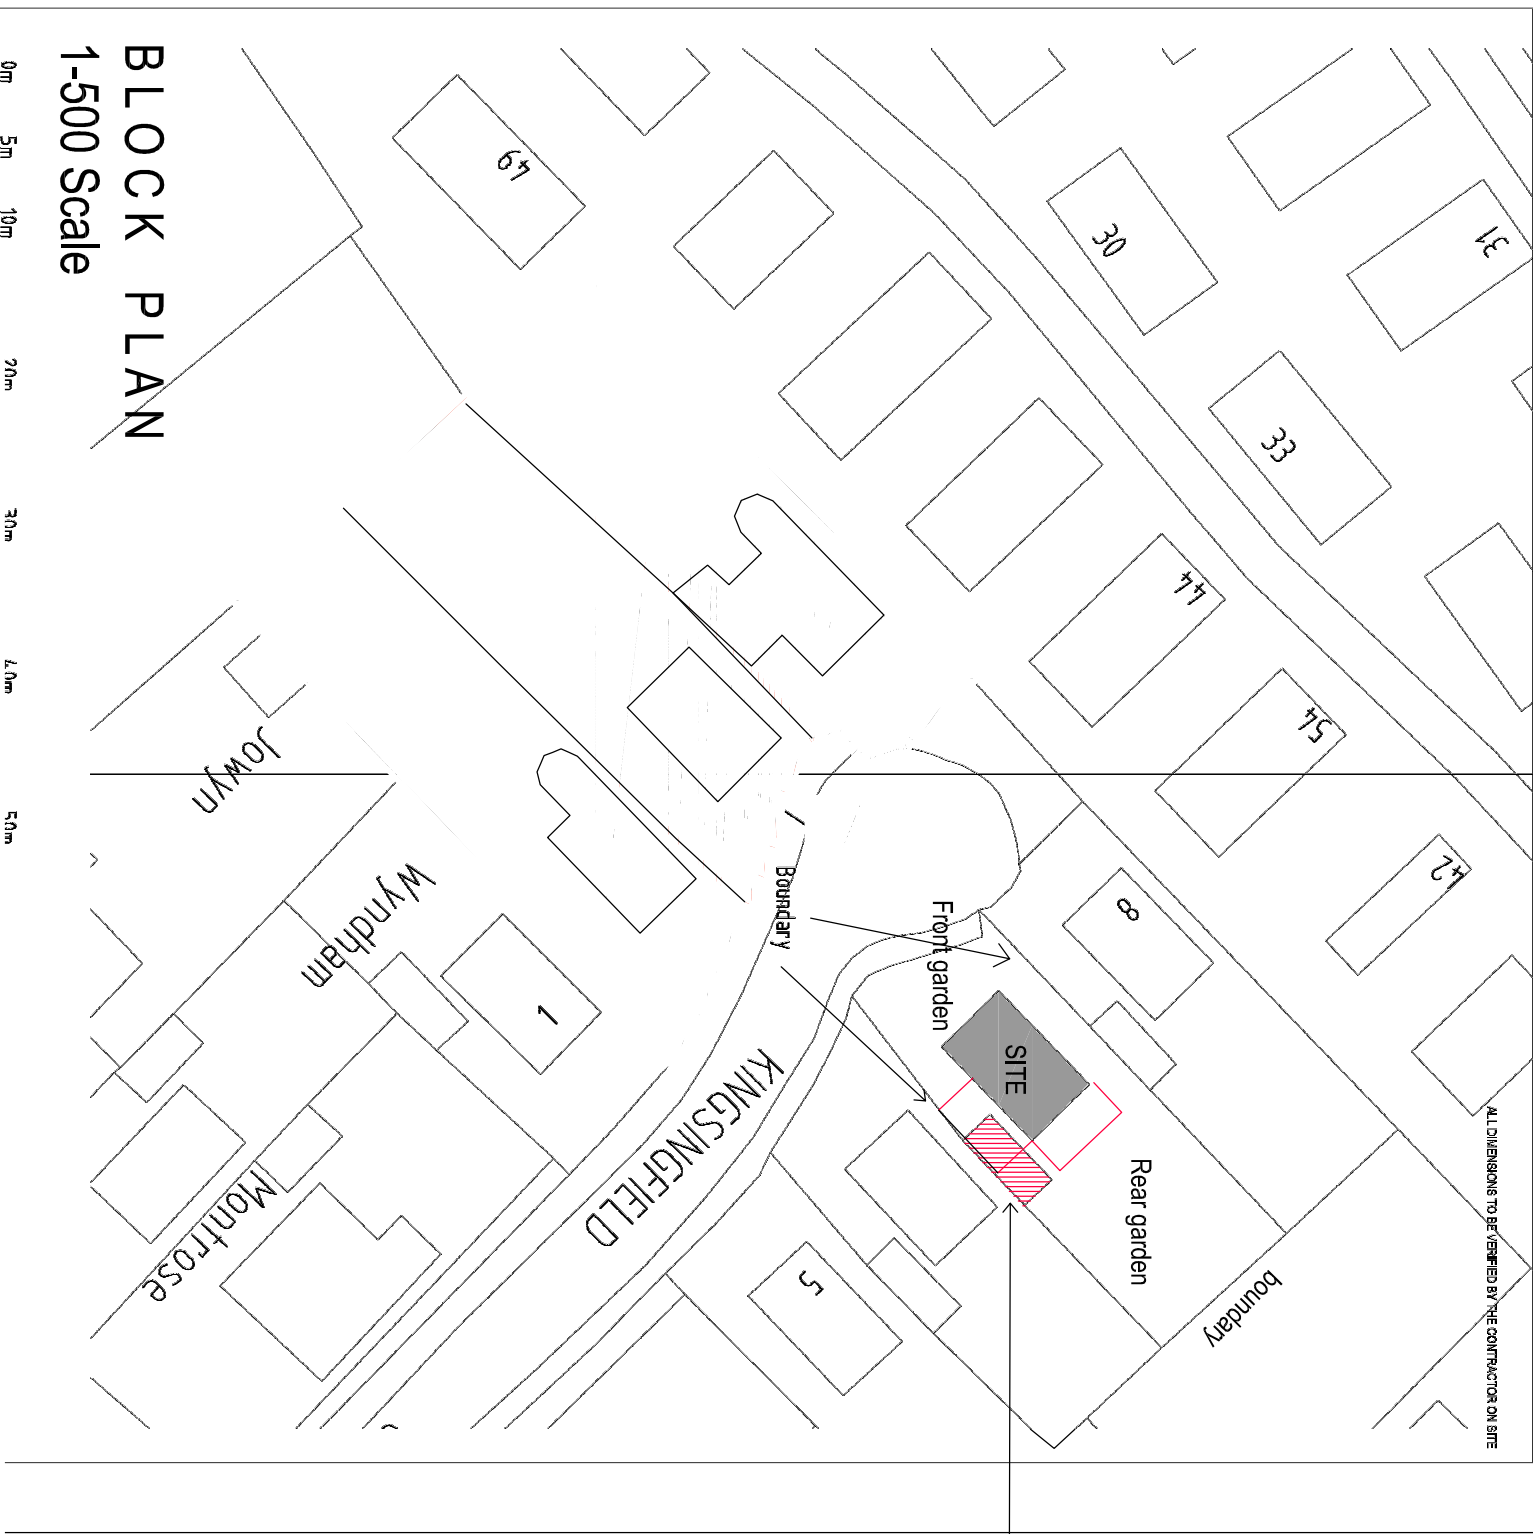 BLOCK PLAN
1-500 Scale
0m
5m
10m
20m
30m
40m
50m
49
30
31
33
44
54
42
8
Boundary
Front garden
SITE
Rear garden
boundary
KINGSINGFIELD
1
5
Jowyn
Wyndham
Montrose
ALL DIMENSIONS TO BE VERIFIED BY THE CONTRACTOR ON SITE